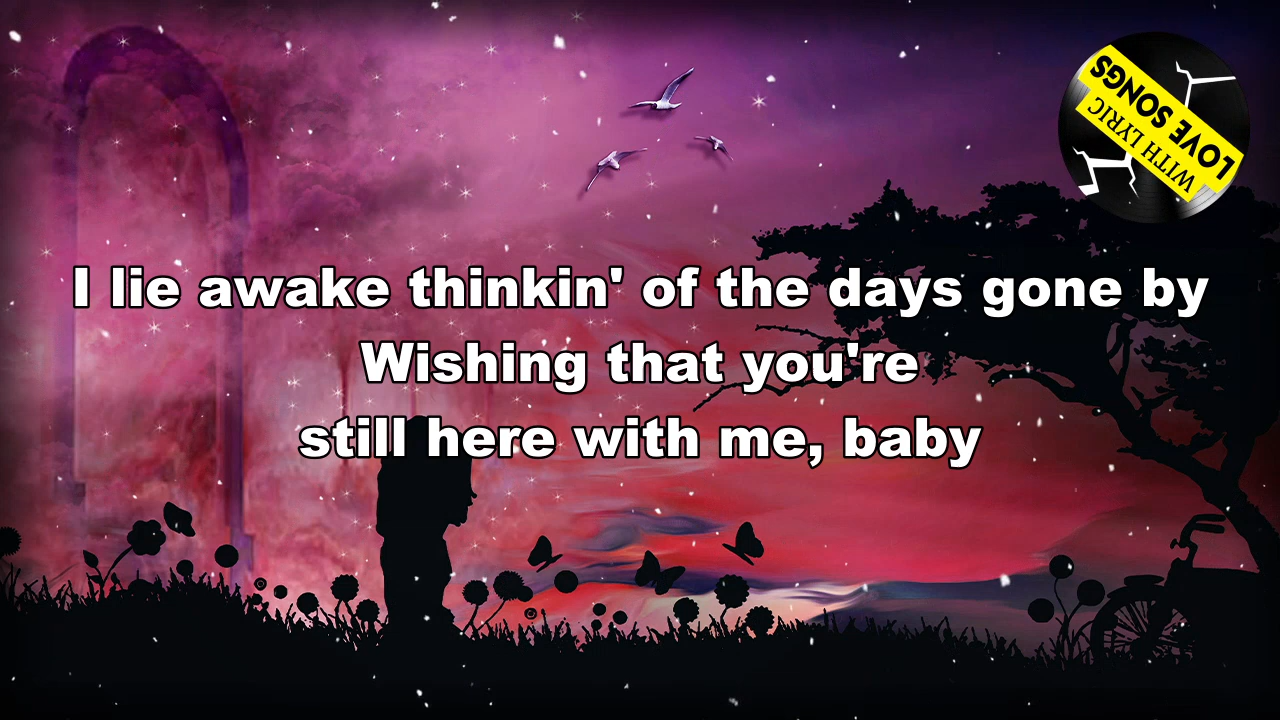 I lie awake thinkin' of the days gone by
Wishing that you're
still here with me, baby
LOVE SONGS
WITH LYRIC